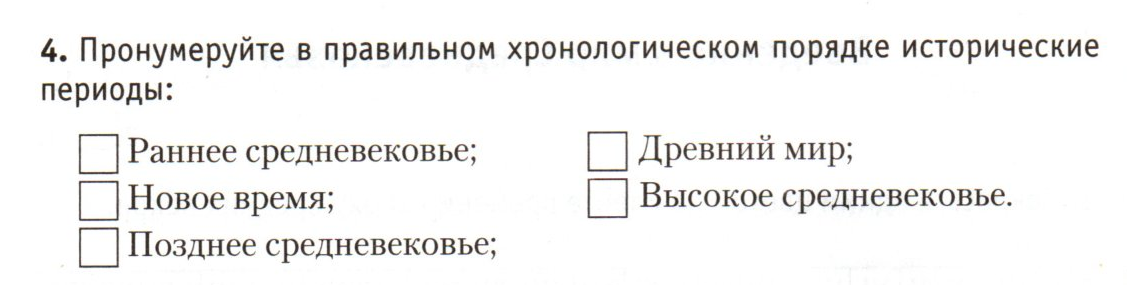 4. Пронумеруйте в правильном хронологическом порядке исторические
периоды:
Раннее средневековье;
Новое время;
Позднее средневековье;
Древний мир;
Высокое средневековье.